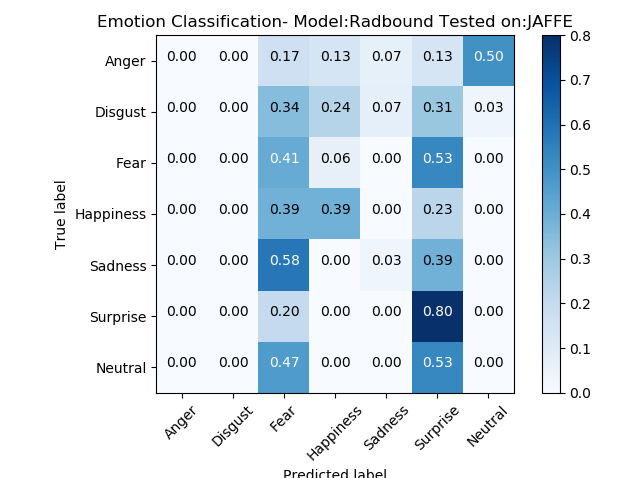 Emotion Classification- Model:Radbound Tested on:JAFFE
True label
Anger 0.00 0.00 0.17 0.13 0.07 0.13 0.50
Disgust 0.00 0.00 0.34 0.24 0.07 0.31 0.03
Fear 0.00 0.00 0.41 0.06 0.00 0.53 0.00
Happiness 0.00 0.00 0.39 0.39 0.00 0.23 0.00
Sadness 0.00 0.00 0.58 0.00 0.03 0.39 0.00
Surprise 0.00 0.00 0.20 0.00 0.00 0.80 0.00
Neutral 0.00 0.00 0.47 0.00 0.00 0.53 0.00
Anger Disgust Fear Happiness Sadness Surprise Neutral
Predicted label
0.8
0.7
0.6
0.5
0.4
0.3
0.2
0.1
0.0